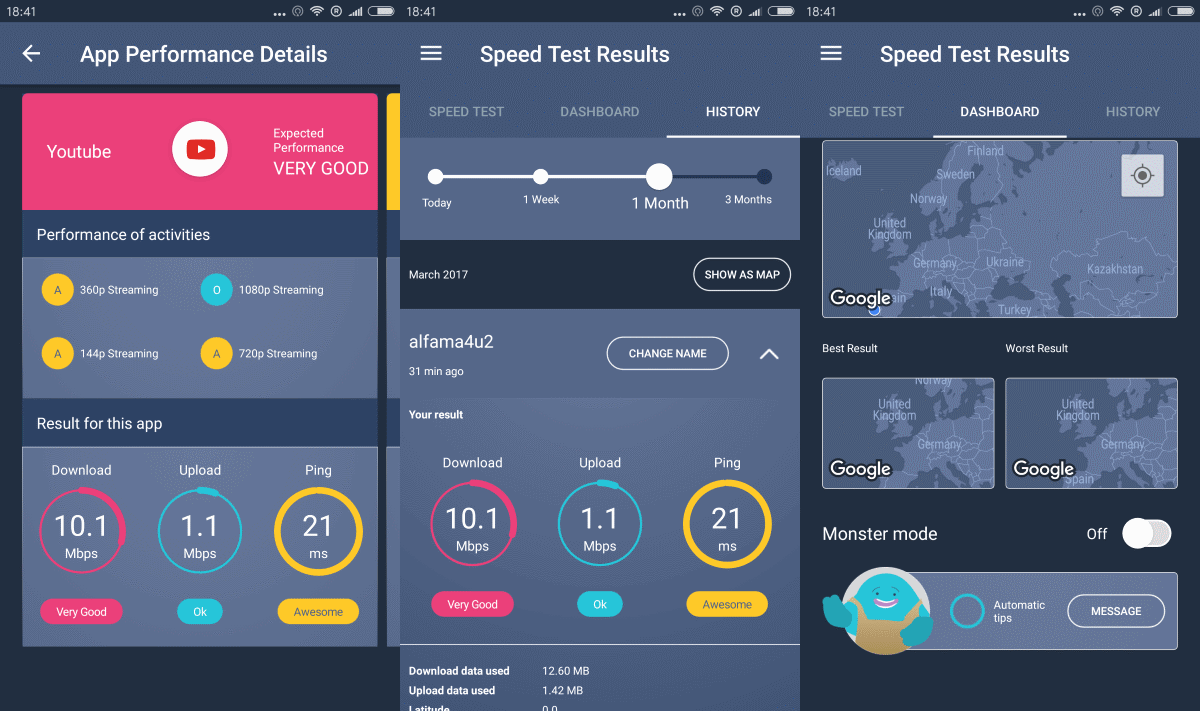 18:41
App Performance Details
Youtube
Expected
Performance
VERY GOOD
Performance of activities
A 360p Streaming
O 1080p Streaming
A 144p Streaming
A 720p Streaming
Result for this app
Download
Upload
Ping
10.1
Mbps
1.1
Mbps
21
ms
Very Good
Ok
Awesome
18:41
Speed Test Results
SPEED TEST
DASHBOARD
HISTORY
Today
1 Week
1 Month
3 Months
March 2017
SHOW AS MAP
alfama4u2
31 min ago
CHANGE NAME
Your result
Download
Upload
Ping
10.1
Mbps
1.1
Mbps
21
ms
Very Good
Ok
Awesome
Download data used 12.60 MB
Upload data used 1.42 MB
Latitude 0.0
18:41
Speed Test Results
SPEED TEST
DASHBOARD
HISTORY
Finland
Iceland
Sweden
Norway
United
Kingdom
Germany
Ukraine
Kazakhstan
Italy
Turkey
Google
Best Result
Worst Result
Norway
United
Kingdom
Germany
Google
United
Kingdom
Germany
Spain
Google
Monster mode
Off
Automatic
tips
MESSAGE